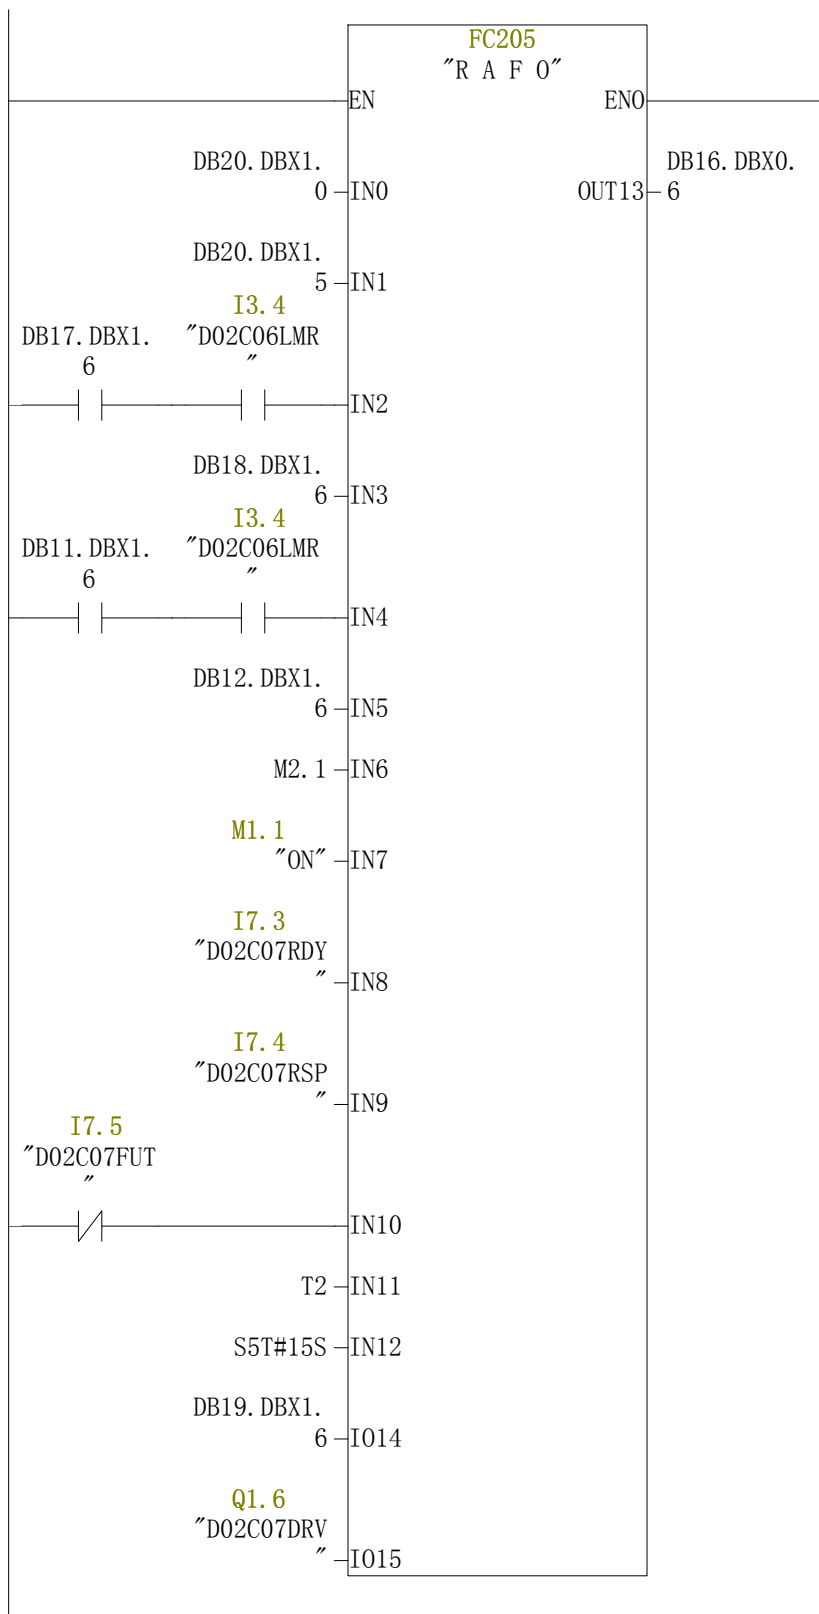 FC205
"R A F O"
EN
ENO
DB20.DBX1.
0
IN0
OUT13
DB16.DBX0.
6
DB20.DBX1.
5
IN1
I3.4
DB17.DBX1.
6
"D02C06LMR
"
IN2
DB18.DBX1.
6
IN3
I3.4
DB11.DBX1.
6
"D02C06LMR
"
IN4
DB12.DBX1.
6
IN5
M2.1
IN6
M1.1
"ON"
IN7
I7.3
"D02C07RDY
"
IN8
I7.4
"D02C07RSP
"
IN9
I7.5
"D02C07FUT
"
IN10
T2
IN11
S5T#15S
IN12
DB19.DBX1.
6
IO14
Q1.6
"D02C07DRV
"
IO15